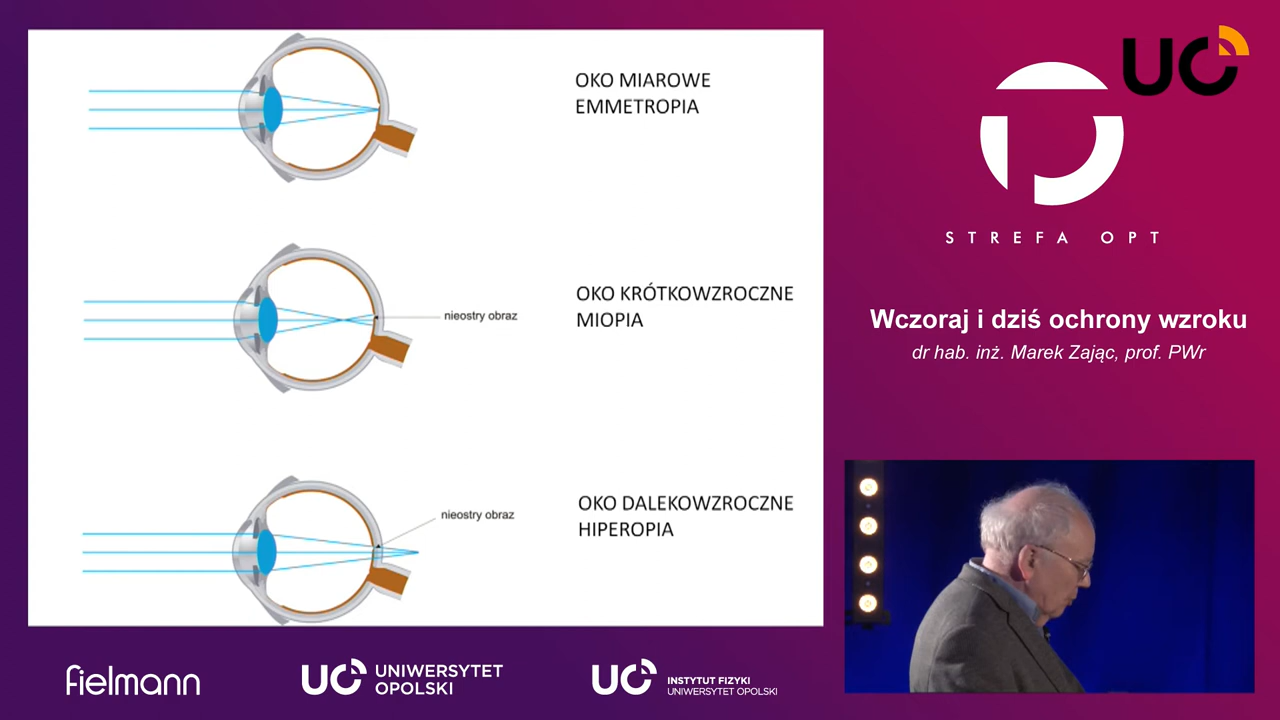 OKO MIAROWE
EMMETROPIA
nieostry obraz
OKO KRÓTKOWZROCZNE
MIOPIA
nieostry obraz
OKO DALEKOWZROCZNE
HIPEROPIA
UO
STREFA OPT
Wczoraj i dziś ochrony wzroku
dr hab. inż. Marek Zając, prof. PWr
fielmann
UO UNIWERSYTET
OPOLSKI
UO INSTYTUT FIZYKI
UNIWERSYTET OPOLSKI